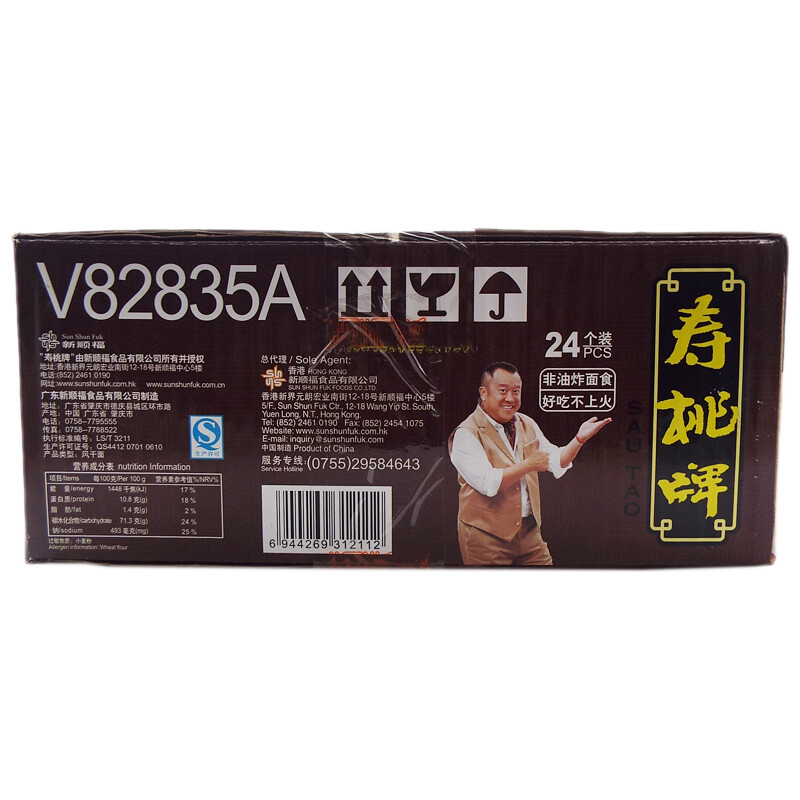 V82835A
Sun Shun Fuk
新顺福
"寿桃牌"由新顺福食品有限公司所有并授权
地址:香港新界元朗宏业南街12-18号新顺福中心5楼
电话:(852) 2461 0190
网址:www.sunshunfuk.com.hk www.sunshunfuk.com.cn
广东新顺福食品有限公司制造
地址: 广东省肇庆市德庆县城区环市路
产地: 中国 广东省 肇庆市
电话: 0758-7795555
传真: 0758-7788522
执行标准编号: LS/T 3211
生产许可证号: QS4412 0701 0610
产品类型: 风干面
QS
生产许可
营养成分表 nutrition Information
项目/Items 每100克/Per 100 g 营养素参考值%/NRV%
能 量/energy 1448 千焦(kJ) 17 %
蛋白质/protein 10.8 克(g) 18 %
脂 肪/fat 1.4 克(g) 2 %
碳水化合物/carbohydrate 71.3 克(g) 24 %
钠/sodium 493 毫克(mg) 25 %
过敏物质: 小麦粉
Allergen information: Wheat flour
总代理 / Sole Agent:
香港 HONG KONG
新顺福食品有限公司
SUN SHUN FUK FOODS CO.,LTD
香港新界元朗宏业南街12-18号新顺福中心5楼
5/F., Sun Shun Fuk Ctr., 12-18 Wang Yip St. South,
Yuen Long, N.T., Hong Kong.
Tel: (852) 2461 0190 Fax: (852) 2454 1075
Website: www.sunshunfuk.com.hk
E-mail: inquiry@sunshunfuk.com.hk
中国制造 Product of China
服务专线: (0755)29584643
Service Hotline
6 944269 312112
24个装
PCS
非油炸面食
好吃不上火
SAU TAO
寿桃牌